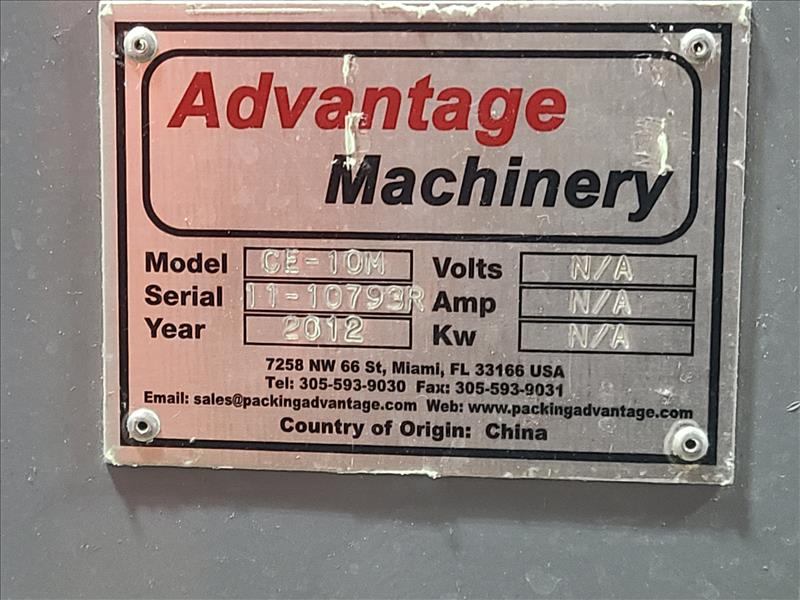 Advantage
Machinery
Model CE-10M Volts N/A
Serial 11-10793R Amp N/A
Year 2012 Kw N/A
7258 NW 66 St, Miami, FL 33166 USA
Tel: 305-593-9030 Fax: 305-593-9031
Email: sales@packingadvantage.com Web: www.packingadvantage.com
Country of Origin: China